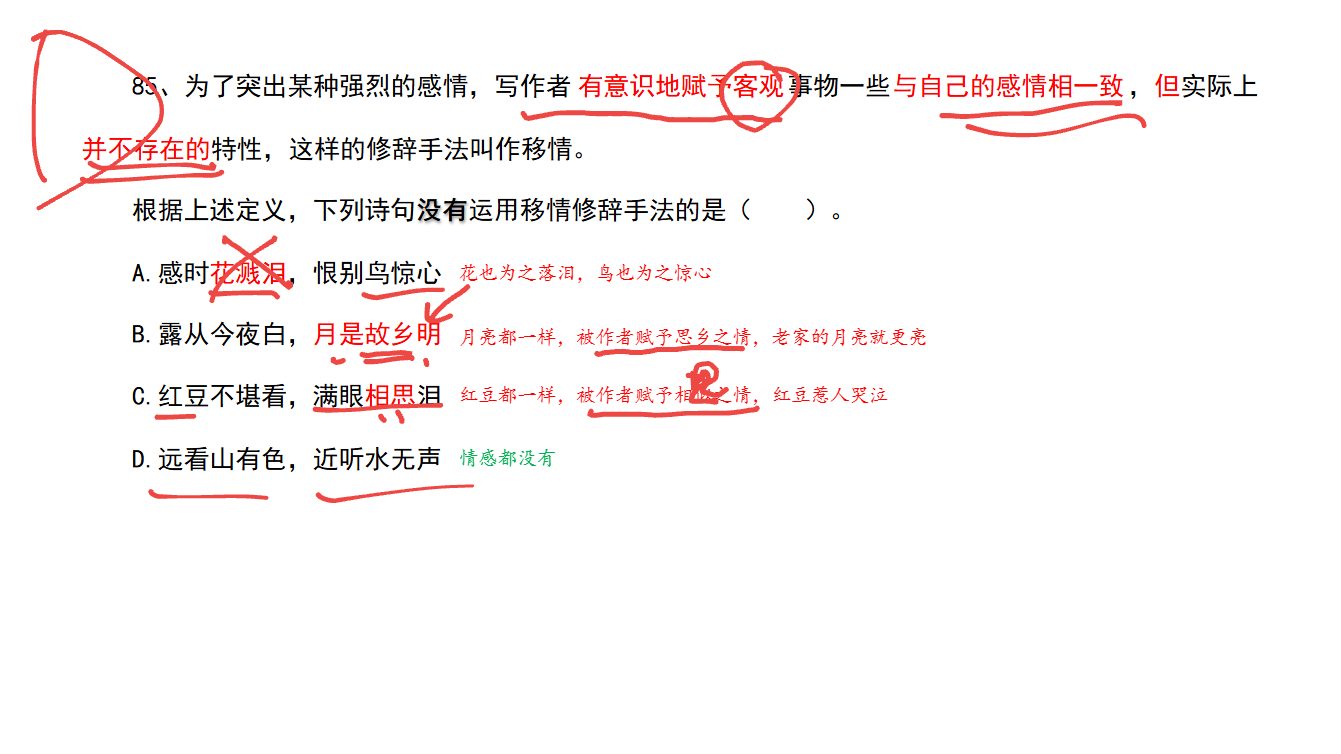 85、为了突出某种强烈的感情，写作者 有意识地赋予客观事物一些与自己的感情相一致，但实际上
并不存在的特性，这样的修辞手法叫作移情。
根据上述定义，下列诗句没有运用移情修辞手法的是（　　）。
A.感时花溅泪，恨别鸟惊心 花也为之落泪，鸟也为之惊心
B.露从今夜白，月是故乡明 月亮都一样，被作者赋予思乡之情，老家的月亮就更亮
C.红豆不堪看，满眼相思泪 红豆都一样，被作者赋予相之情，红豆惹人哭泣
D.远看山有色，近听水无声 情感都没有